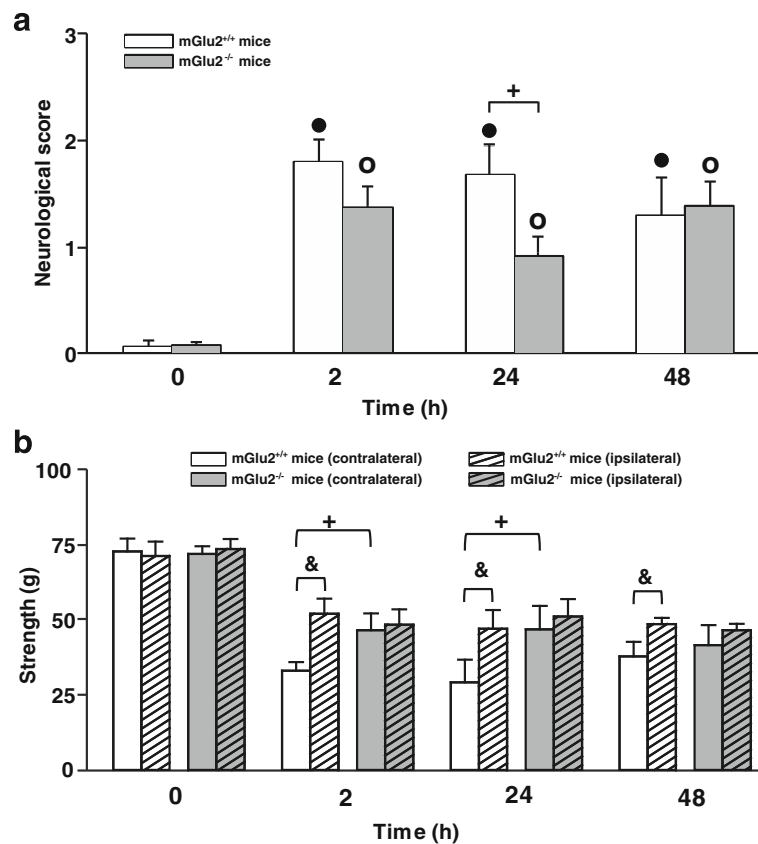 a
3
mGlu2+/+ mice
mGlu2-/- mice
+
2
Neurological score
1
0
0 2 24 48
Time (h)
b
100
mGlu2+/+ mice (contralateral) mGlu2+/+ mice (ipsilateral)
mGlu2-/- mice (contralateral) mGlu2-/- mice (ipsilateral)
+ +
75
& & &
Strength (g)
50
25
0
0 2 24 48
Time (h)